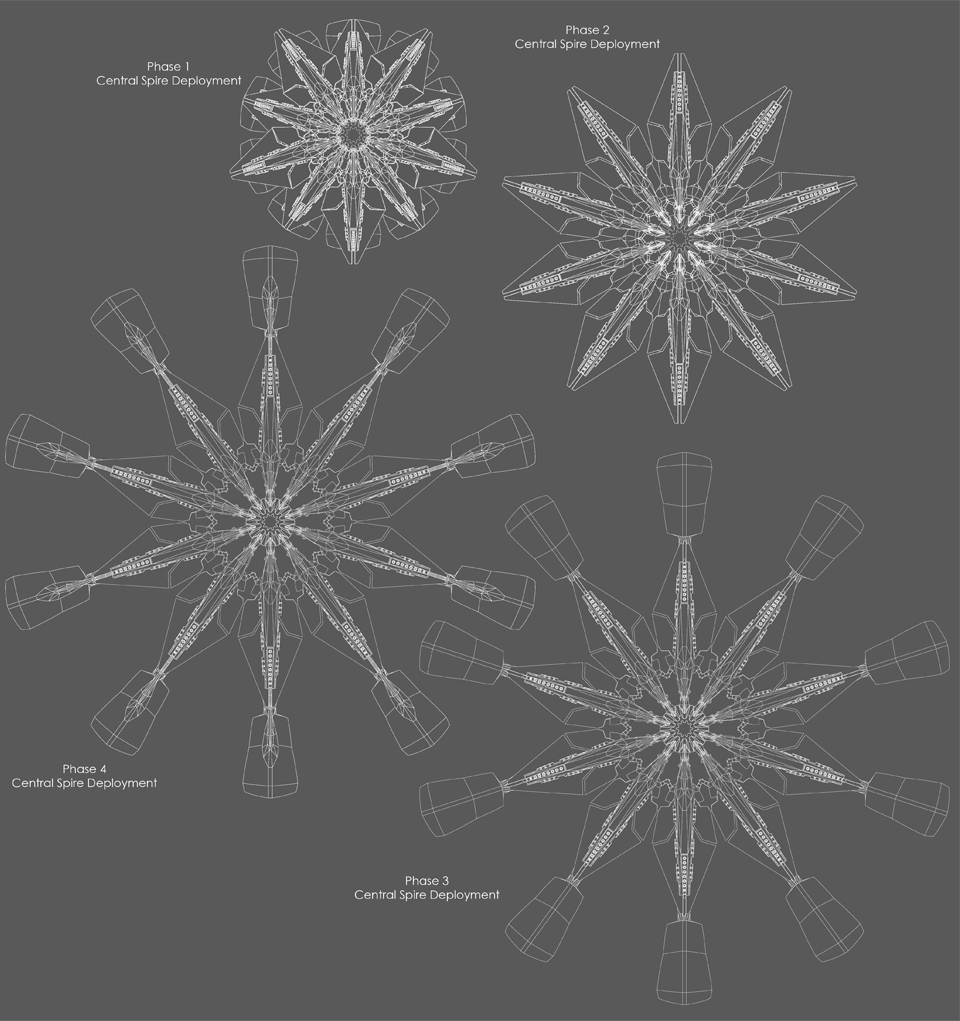 Phase 1
Central Spire Deployment
Phase 2
Central Spire Deployment
Phase 4
Central Spire Deployment
Phase 3
Central Spire Deployment